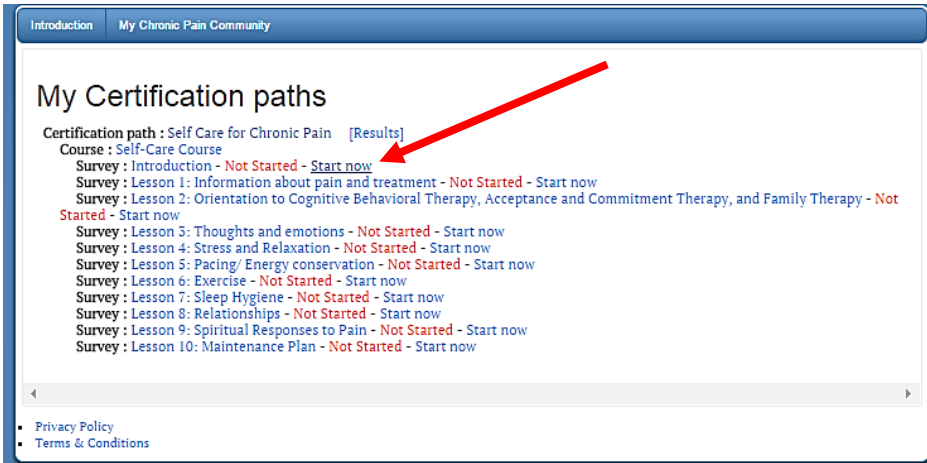 Introduction My Chronic Pain Community
My Certification paths
Certification path : Self Care for Chronic Pain [Results]
Course : Self-Care Course
Survey : Introduction - Not Started - Start now
Survey : Lesson 1: Information about pain and treatment - Not Started - Start now
Survey : Lesson 2: Orientation to Cognitive Behavioral Therapy, Acceptance and Commitment Therapy, and Family Therapy - Not
Started - Start now
Survey : Lesson 3: Thoughts and emotions - Not Started - Start now
Survey : Lesson 4: Stress and Relaxation - Not Started - Start now
Survey : Lesson 5: Pacing/ Energy conservation - Not Started - Start now
Survey : Lesson 6: Exercise - Not Started - Start now
Survey : Lesson 7: Sleep Hygiene - Not Started - Start now
Survey : Lesson 8: Relationships - Not Started - Start now
Survey : Lesson 9: Spiritual Responses to Pain - Not Started - Start now
Survey : Lesson 10: Maintenance Plan - Not Started - Start now
Privacy Policy
Terms & Conditions